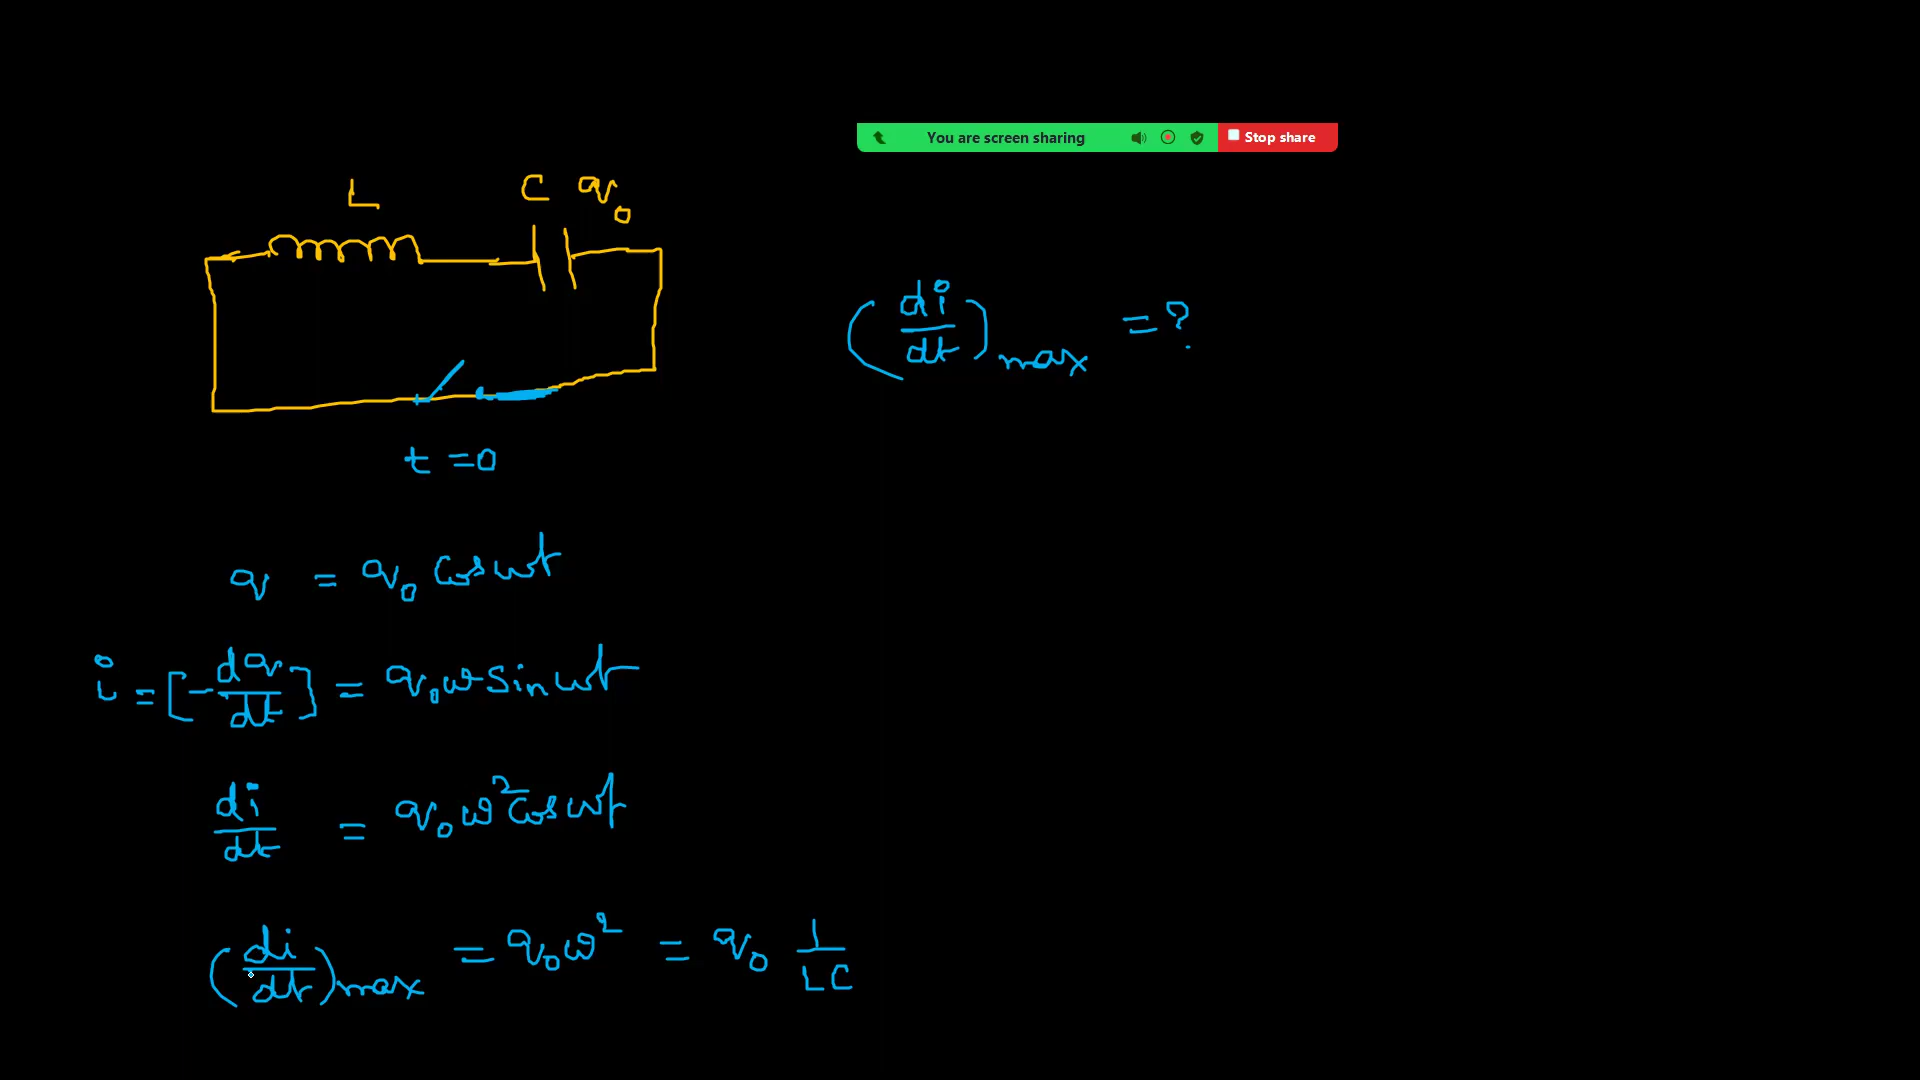 You are screen sharing Stop share
L C q₀
(di/dt)max = ?
t = 0
q = q₀ cos ωt
i = [-dq/dt] = q₀ω sin ωt
di/dt = q₀ω² cos ωt
(di/dt)max = q₀ω² = q₀ 1/LC